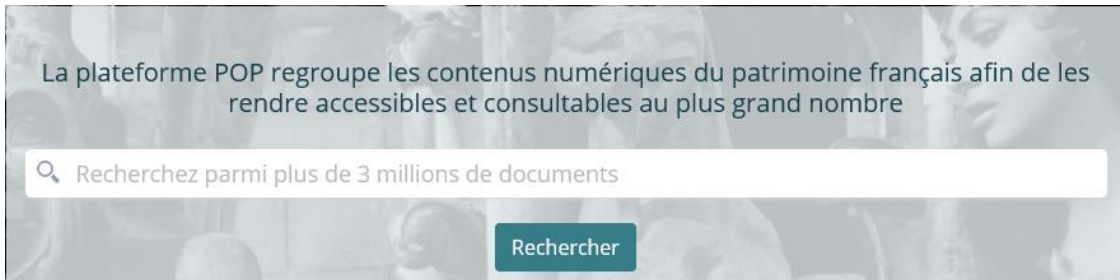 La plateforme POP regroupe les contenus numériques du patrimoine français afin de les
rendre accessibles et consultables au plus grand nombre
Recherchez parmi plus de 3 millions de documents
Rechercher